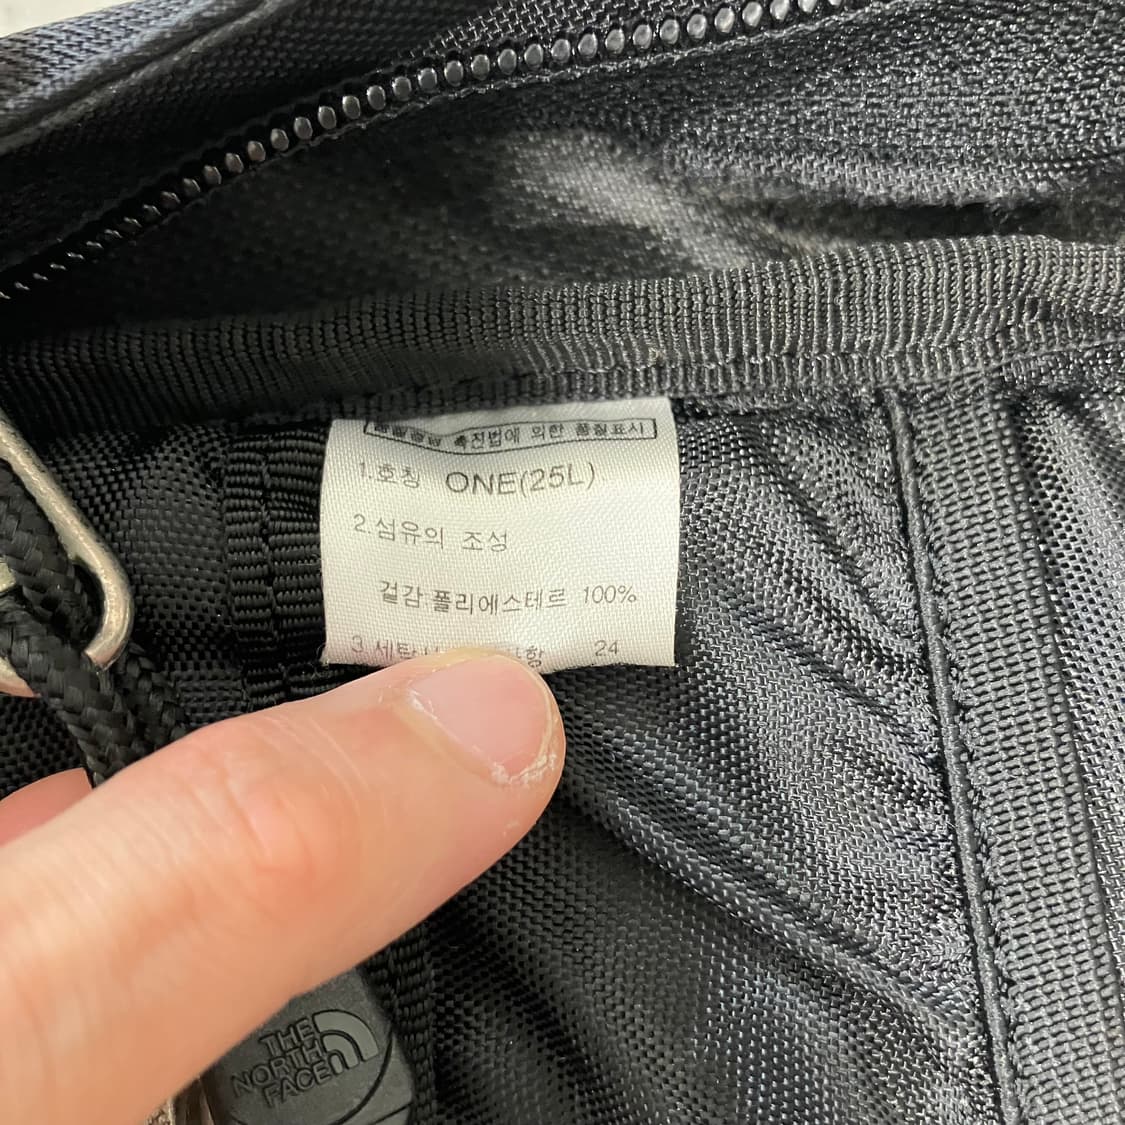 촉진법에 의한 품질표시
1.호칭 ONE(25L)
2.섬유의 조성
겉감 폴리에스테르 100%
3.세탁 24
THE
NORTH
FACE